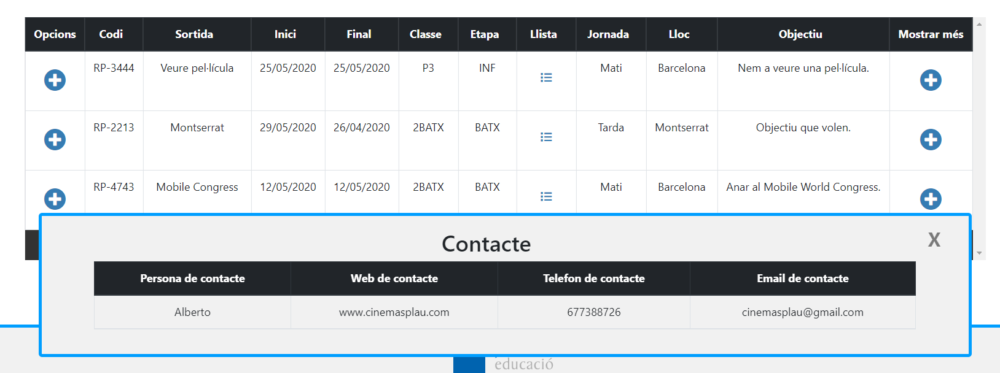 Opcions Codi Sortida Inici Final Classe Etapa Llista Jornada Lloc Objectiu Mostrar més
RP-3444 Veure pel·lícula 25/05/2020 25/05/2020 P3 INF Mati Barcelona Nem a veure una pel·lícula.
RP-2213 Montserrat 29/05/2020 26/04/2020 2BATX BATX Tarda Montserrat Objectiu que volen.
RP-4743 Mobile Congress 12/05/2020 12/05/2020 2BATX BATX Mati Barcelona Anar al Mobile World Congress.
Contacte X
Persona de contacte Web de contacte Telefon de contacte Email de contacte
Alberto www.cinemasplau.com 677388726 cinemasplau@gmail.com
educació